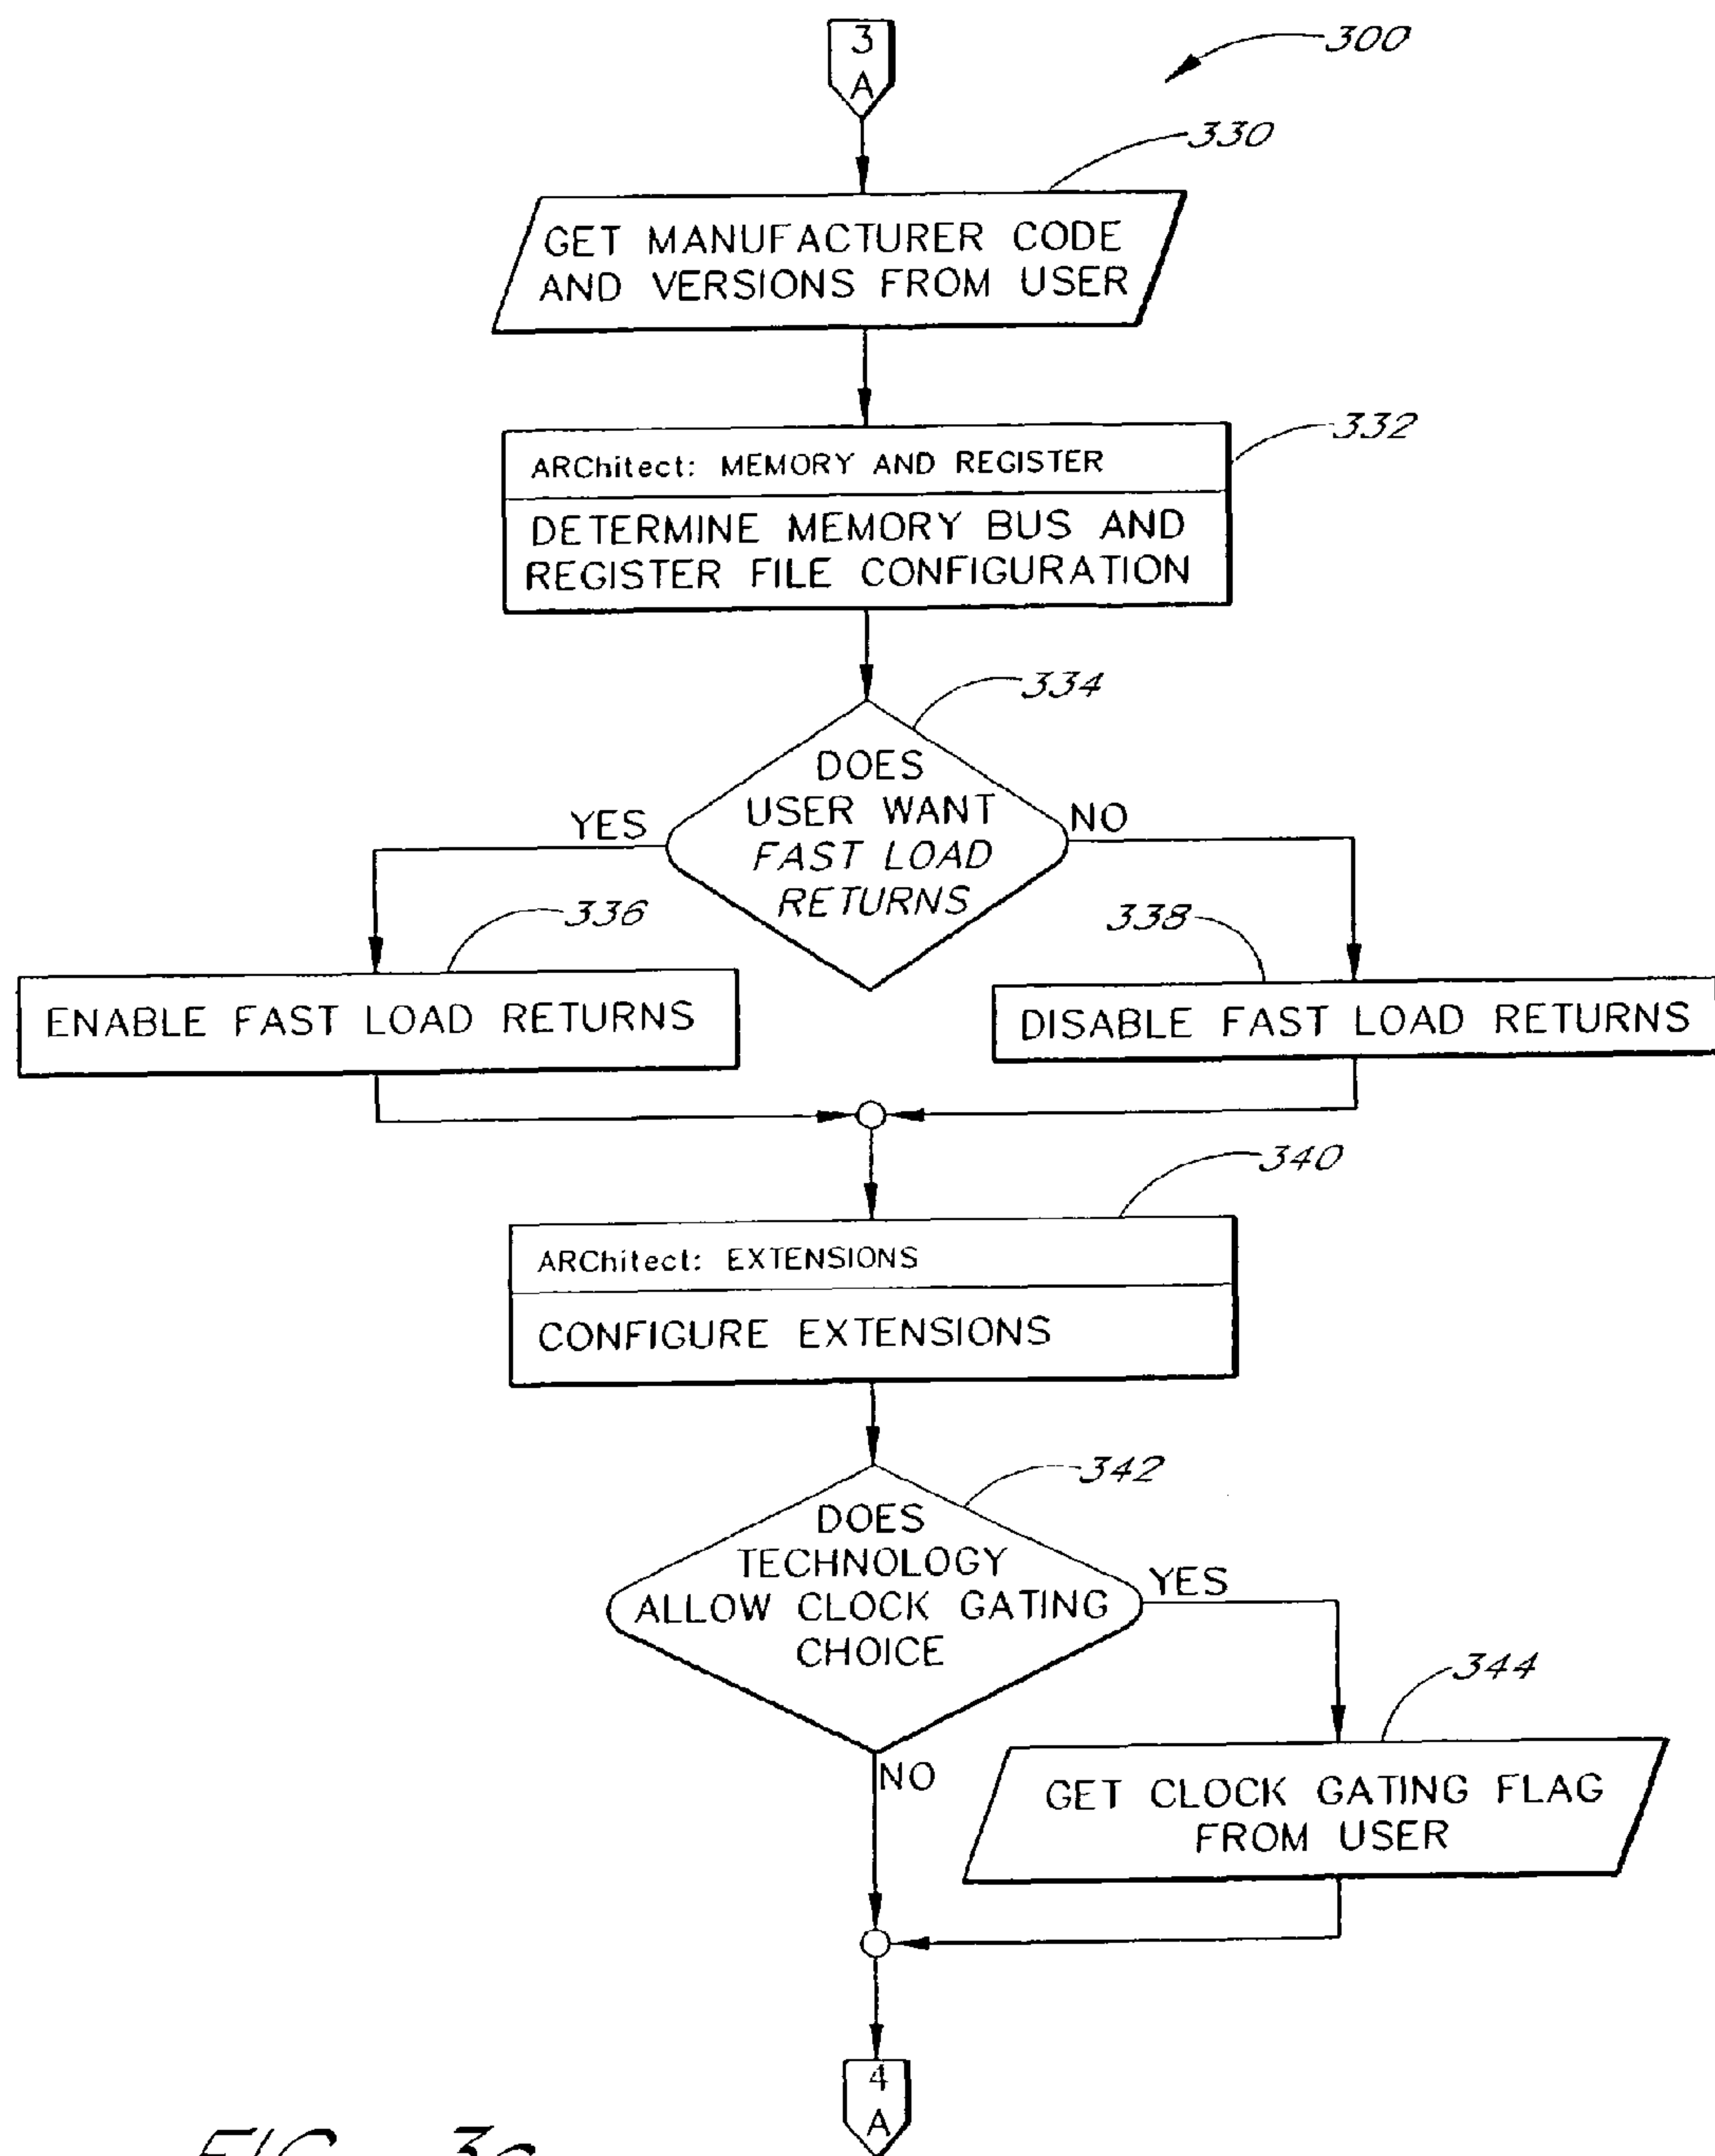 3
A
300
330
GET MANUFACTURER CODE
AND VERSIONS FROM USER
332
ARChitect: MEMORY AND REGISTER
DETERMINE MEMORY BUS AND
REGISTER FILE CONFIGURATION
334
DOES
USER WANT
FAST LOAD
RETURNS
YES
NO
336
338
ENABLE FAST LOAD RETURNS
DISABLE FAST LOAD RETURNS
340
ARChitect: EXTENSIONS
CONFIGURE EXTENSIONS
342
DOES
TECHNOLOGY
ALLOW CLOCK GATING
CHOICE
YES
344
NO
GET CLOCK GATING FLAG
FROM USER
4
A